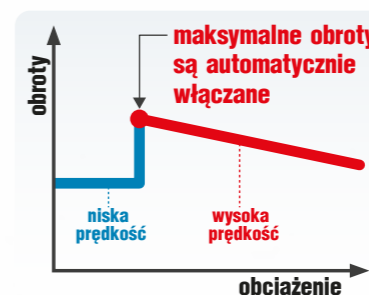 maksymalne obroty
są automatycznie
włączane
obroty
niska
prędkość
wysoka
prędkość
obciążenie